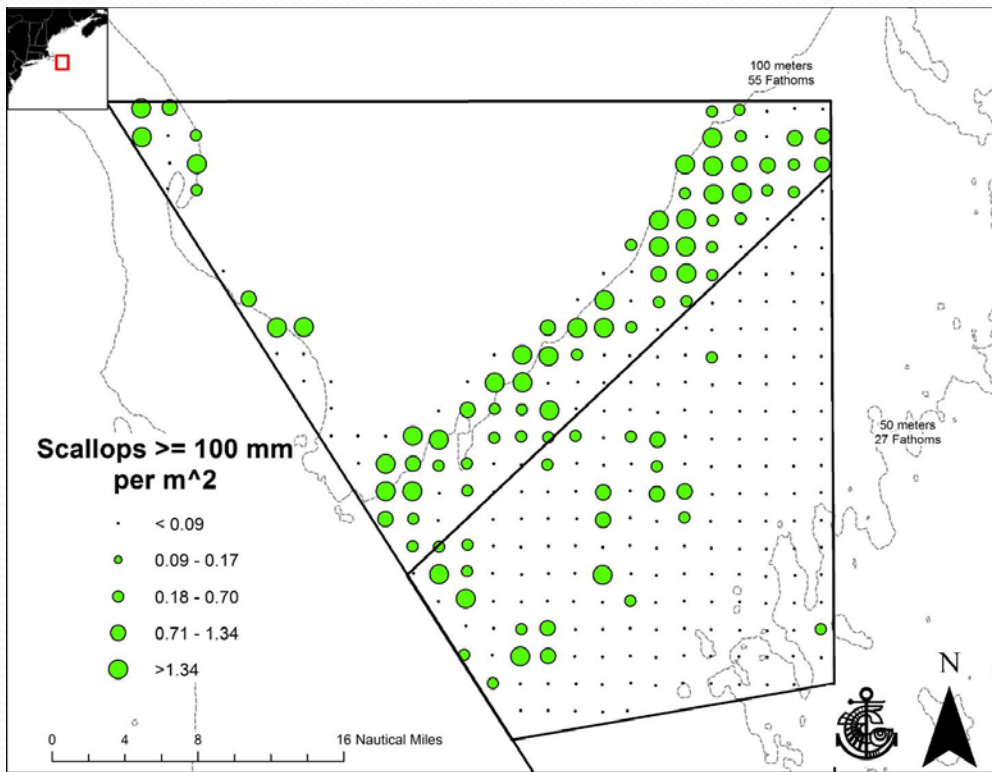 100 meters
55 Fathoms
50 meters
27 Fathoms
Scallops >= 100 mm
per m^2
< 0.09
0.09 - 0.17
0.18 - 0.70
0.71 - 1.34
>1.34
N
0 4 8 16 Nautical Miles